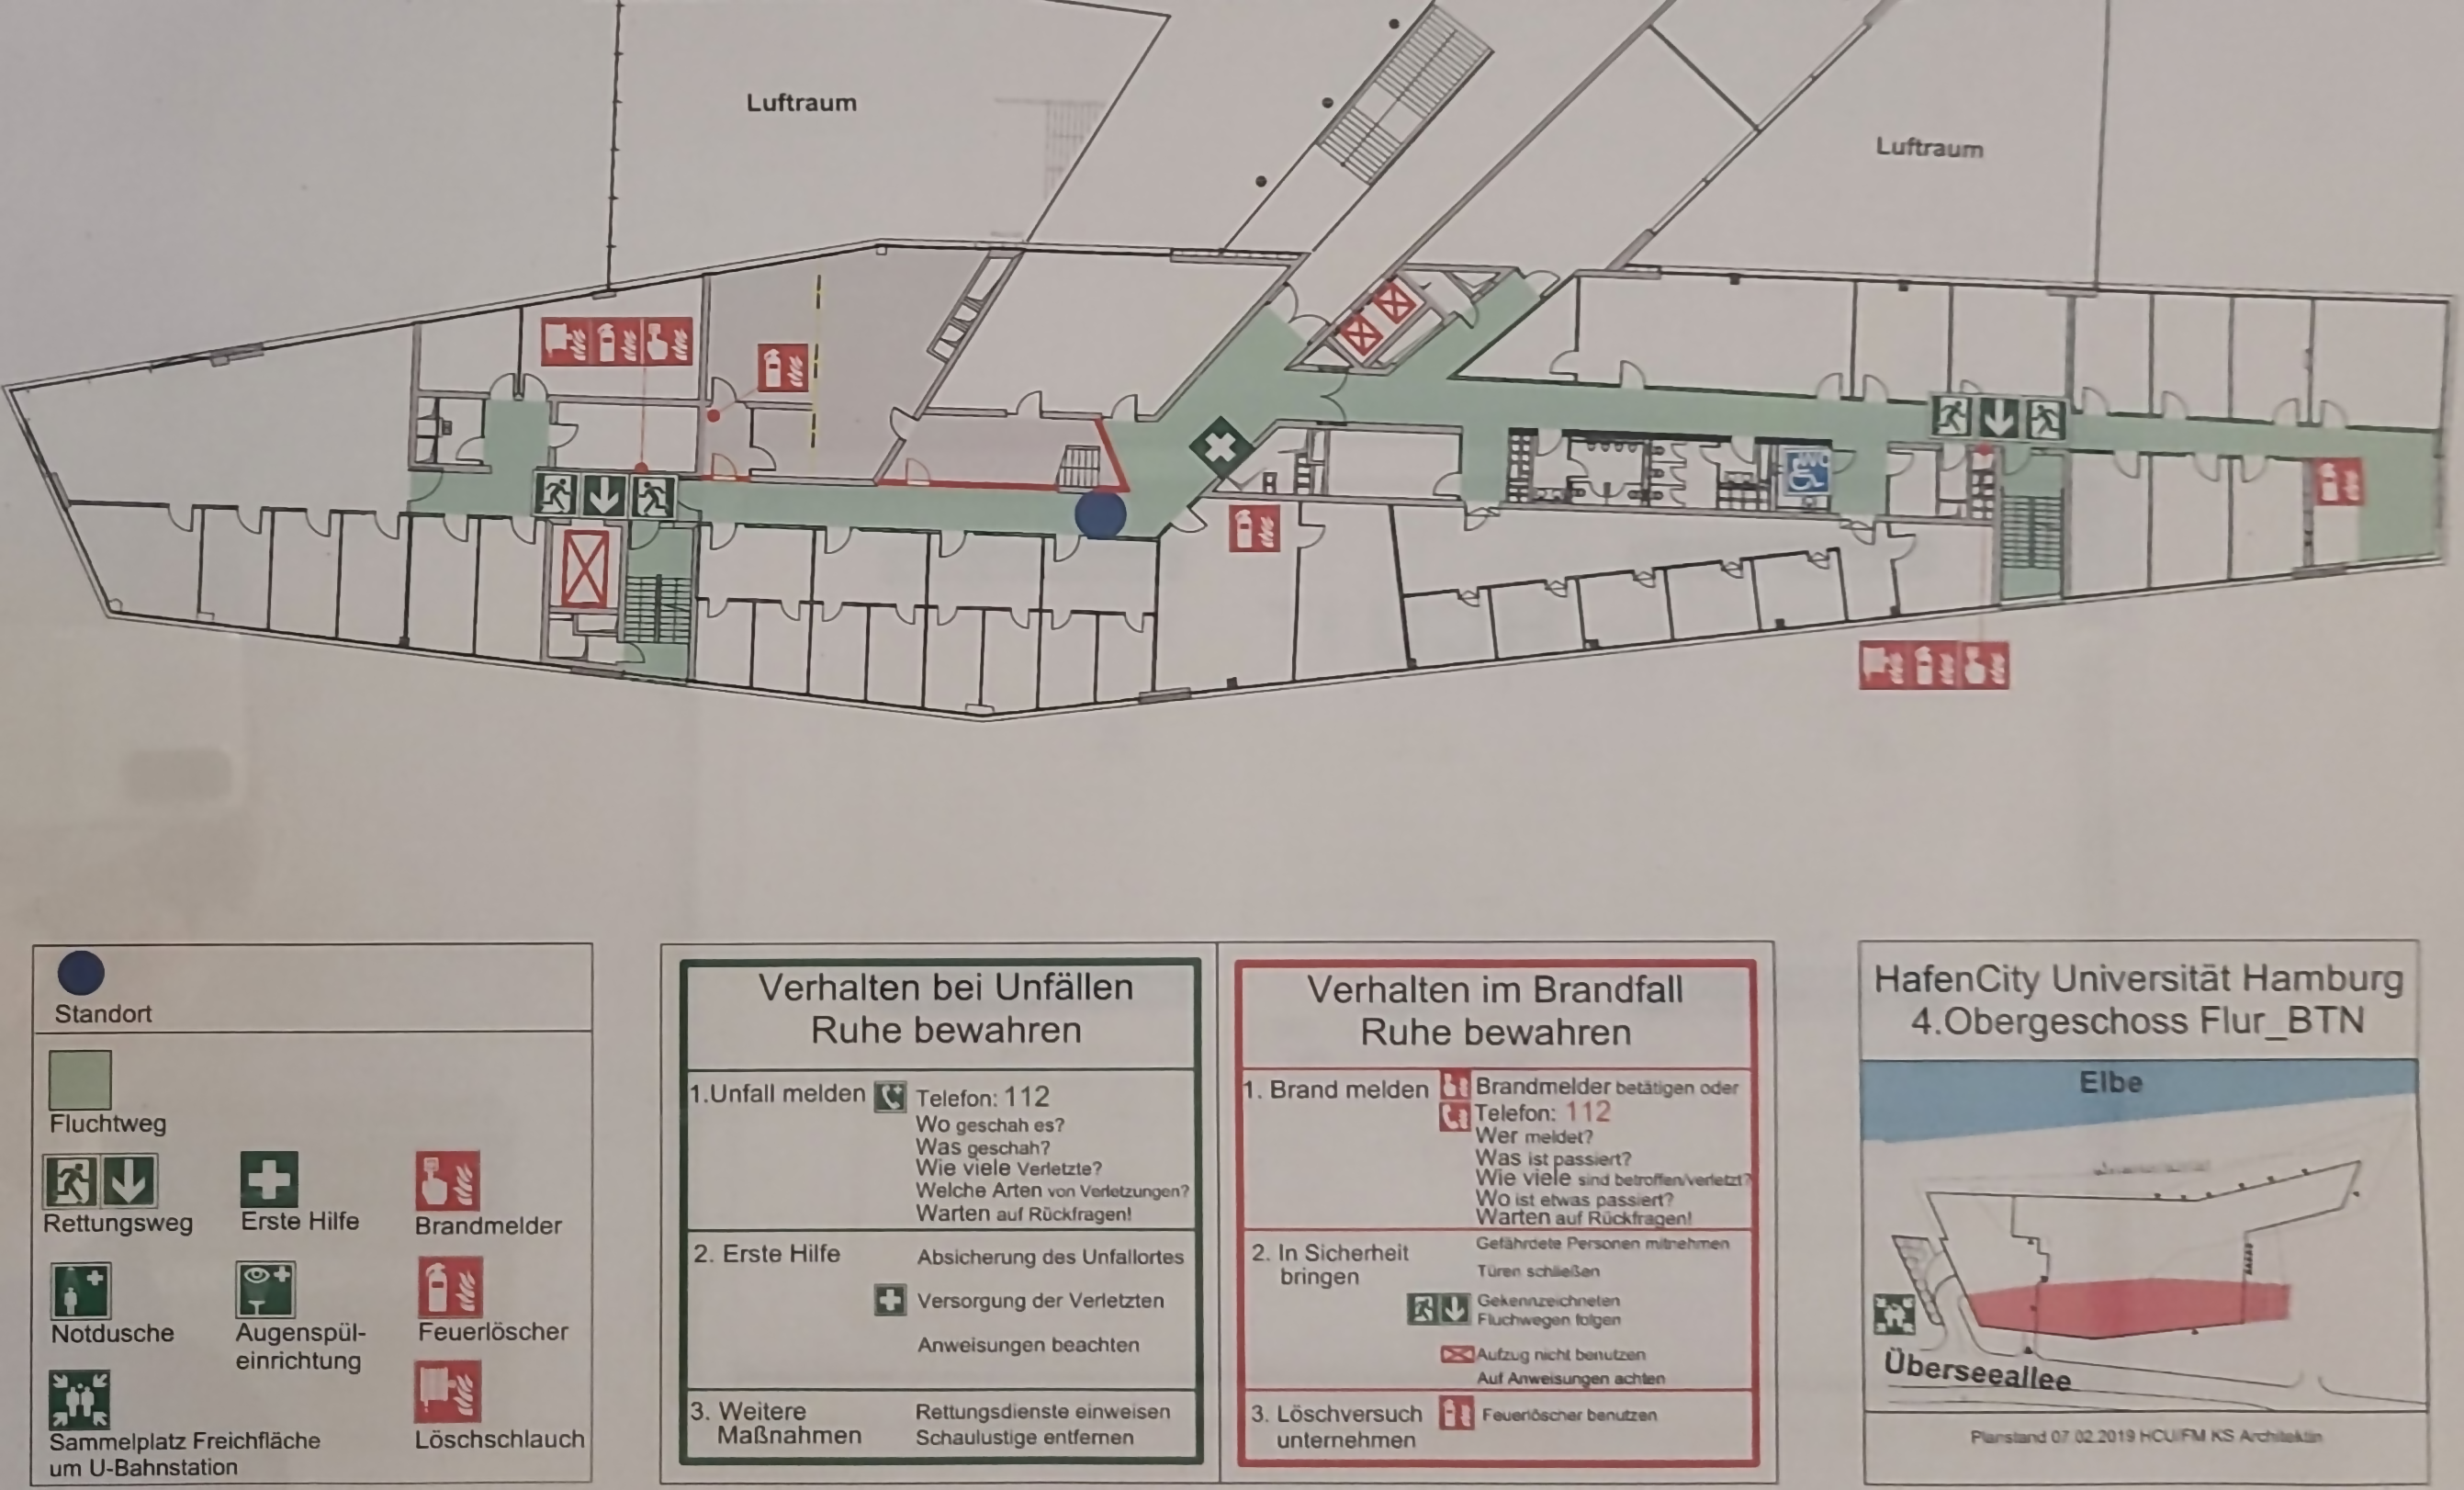 Luftraum
Luftraum
WC
Standort
Fluchtweg
Rettungsweg
Erste Hilfe
Brandmelder
Notdusche
Augenspül-
einrichtung
Feuerlöscher
Sammelplatz Freichfläche
um U-Bahnstation
Löschschlauch
Verhalten bei Unfällen
Ruhe bewahren
1.Unfall melden
Telefon: 112
Wo geschah es?
Was geschah?
Wie viele Verletzte?
Welche Arten von Verletzungen?
Warten auf Rückfragen!
2. Erste Hilfe
Absicherung des Unfallortes
Versorgung der Verletzten
Anweisungen beachten
3. Weitere
Maßnahmen
Rettungsdienste einweisen
Schaulustige entfernen
Verhalten im Brandfall
Ruhe bewahren
1. Brand melden
Brandmelder betätigen oder
Telefon: 112
Wer meldet?
Was ist passiert?
Wie viele sind betroffen/verletzt?
Wo ist etwas passiert?
Warten auf Rückfragen!
2. In Sicherheit
bringen
Gefährdete Personen mitnehmen
Türen schließen
Gekennzeichneten
Fluchwegen folgen
Aufzug nicht benutzen
Auf Anweisungen achten
3. Löschversuch
unternehmen
Feuerlöscher benutzen
HafenCity Universität Hamburg
4.Obergeschoss Flur_BTN
Elbe
Überseeallee
Planstand 07.02.2019 HCU/FM KS Architektin